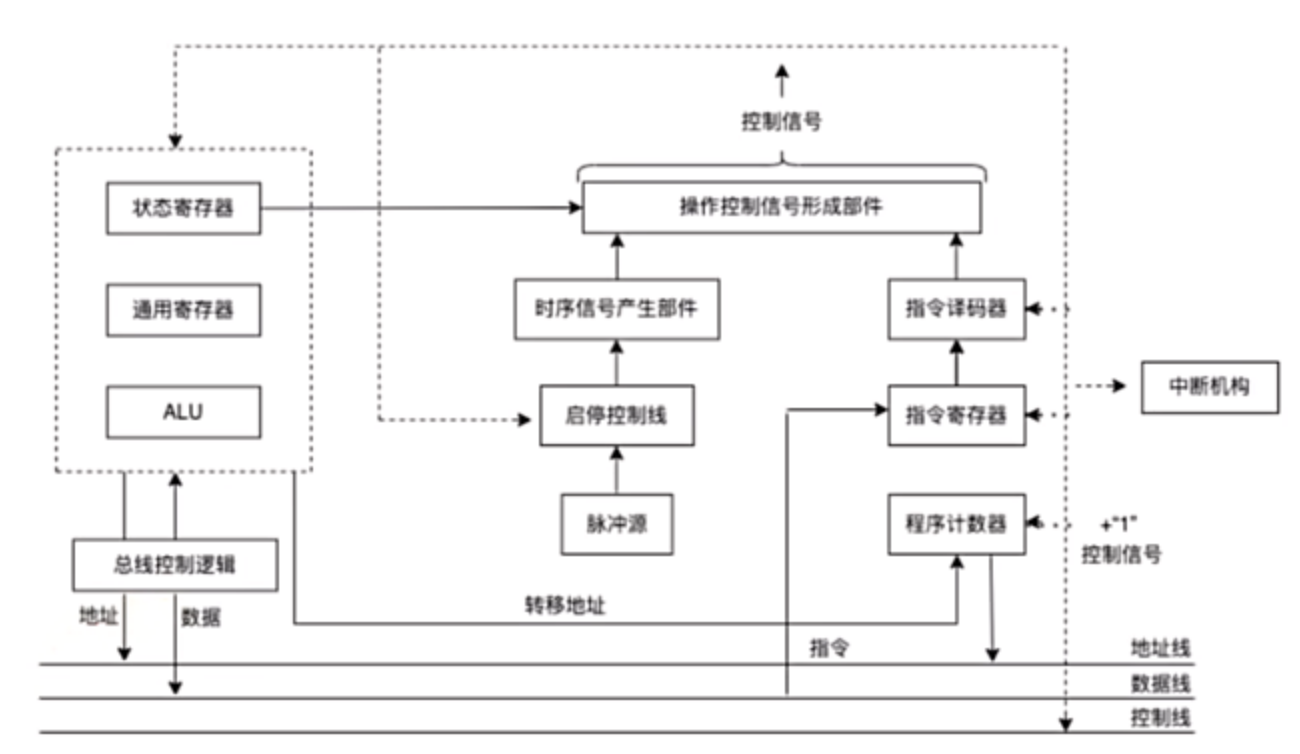 控制信号
状态寄存器
操作控制信号形成部件
通用寄存器
时序信号产生部件
指令译码器
ALU
启停控制线
指令寄存器
中断机构
脉冲源
程序计数器
+“1”
控制信号
总线控制逻辑
地址
数据
转移地址
指令
地址线
数据线
控制线